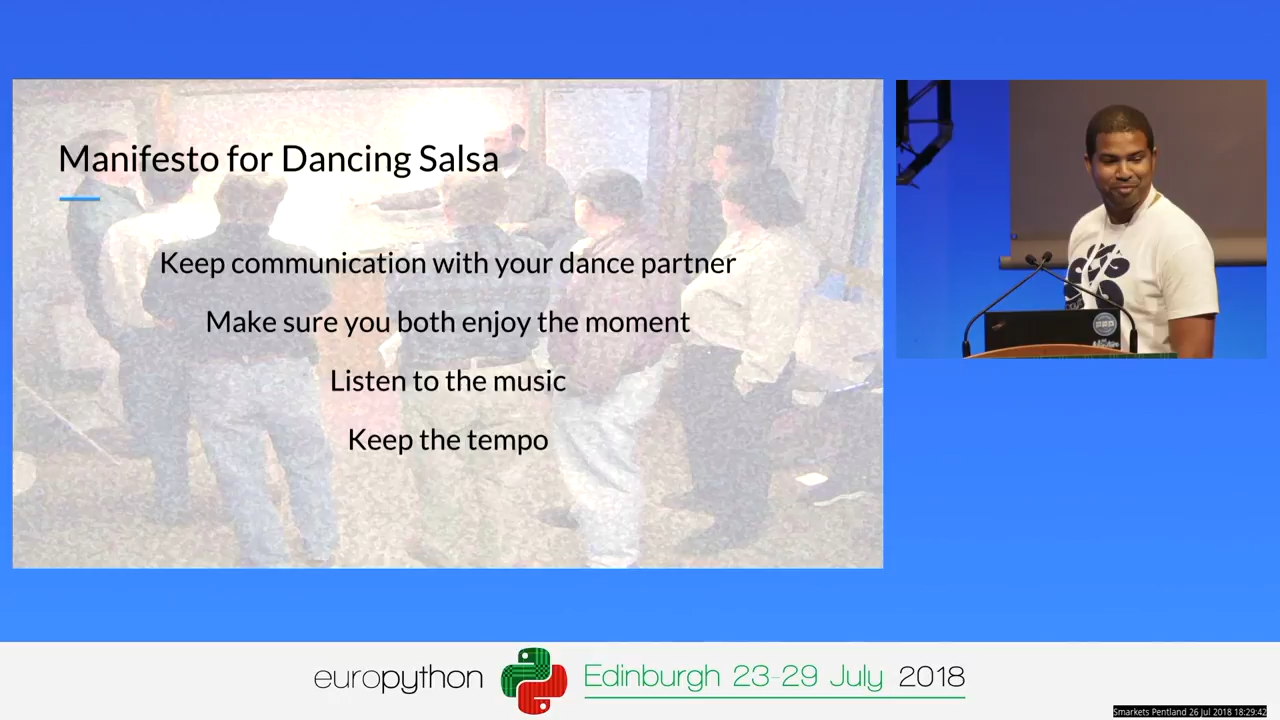 Manifesto for Dancing Salsa
Keep communication with your dance partner
Make sure you both enjoy the moment
Listen to the music
Keep the tempo
europython
Edinburgh 23-29 July 2018
Smarkets Pentland 26 Jul 2018 18:29:42